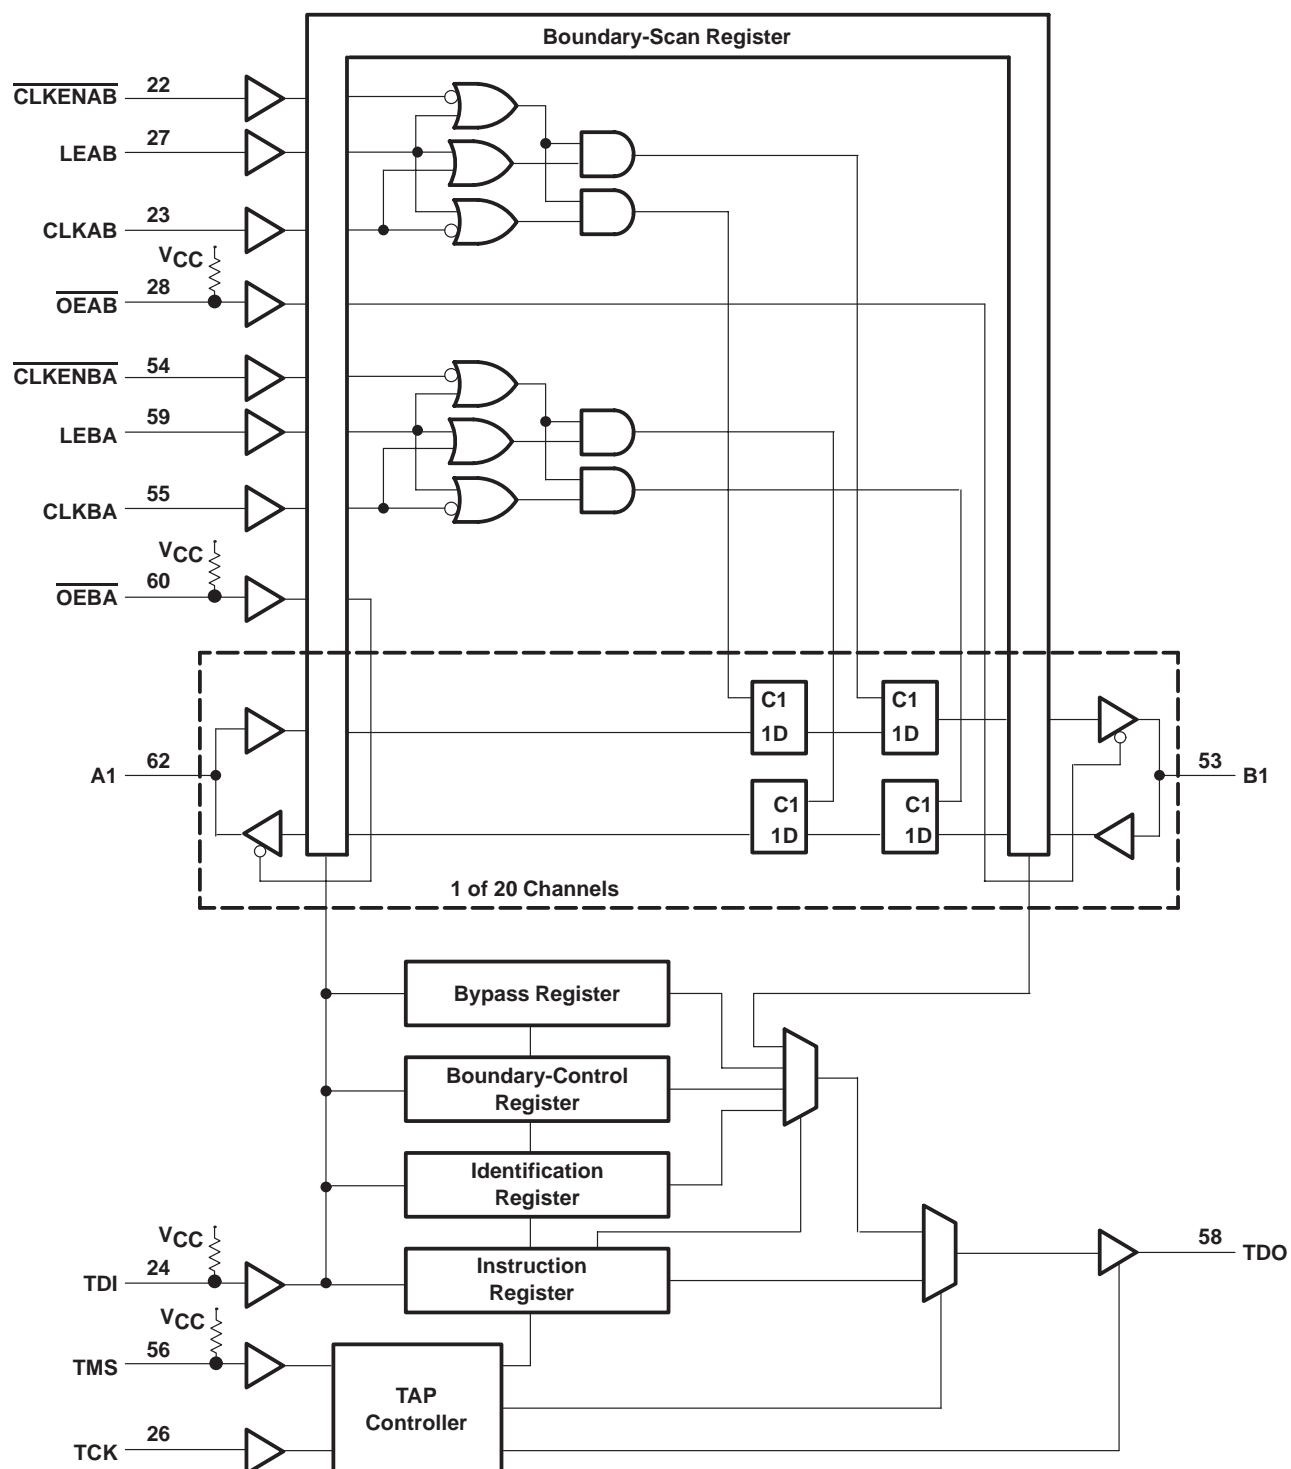 Boundary-Scan Register
CLKENAB 22
LEAB 27
CLKAB 23
VCC
OEAB 28
CLKENBA 54
LEBA 59
CLKBA 55
VCC
OEBA 60
C1
1D
C1
1D
A1 62
53 B1
C1
1D
C1
1D
1 of 20 Channels
Bypass Register
Boundary-Control
Register
Identification
Register
VCC
TDI 24
Instruction
Register
58 TDO
VCC
TMS 56
TAP
Controller
TCK 26